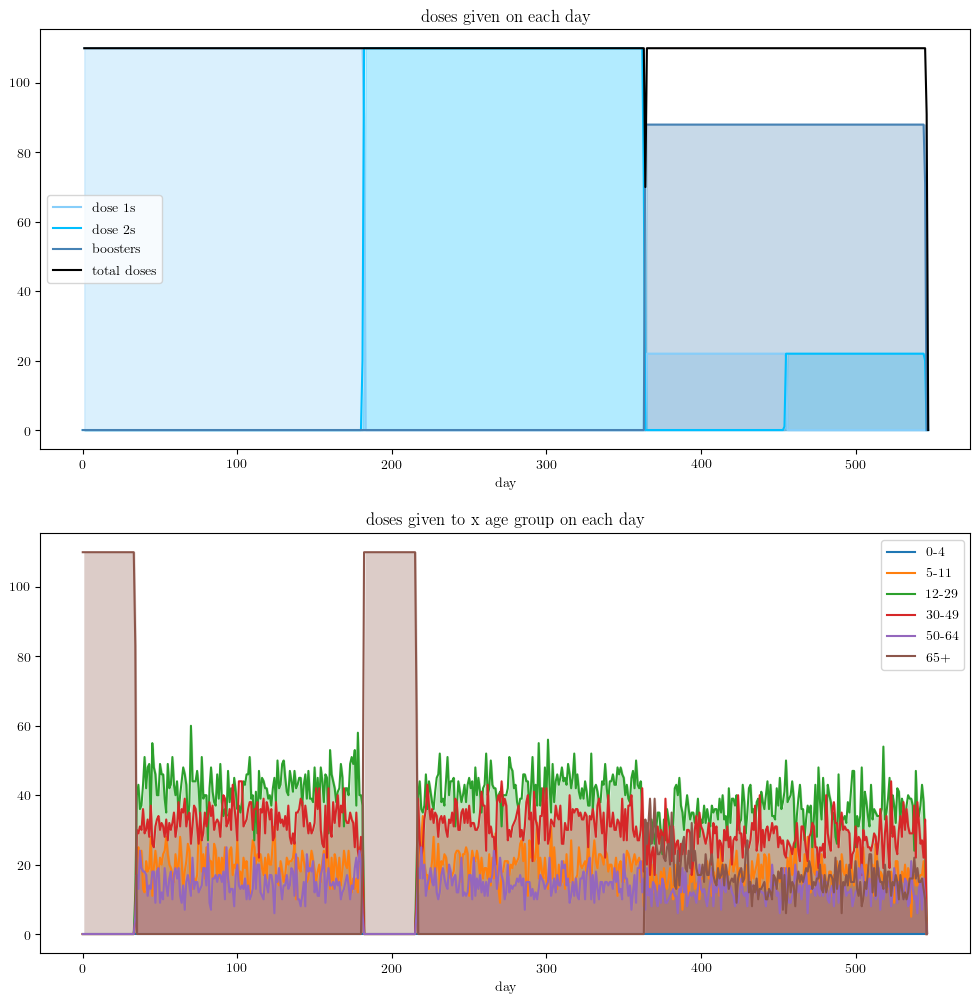 doses given on each day
100
80
60
40
20
0
dose 1s
dose 2s
boosters
total doses
0 100 200 300 400 500
day
doses given to x age group on each day
100
80
60
40
20
0
0-4
5-11
12-29
30-49
50-64
65+
0 100 200 300 400 500
day